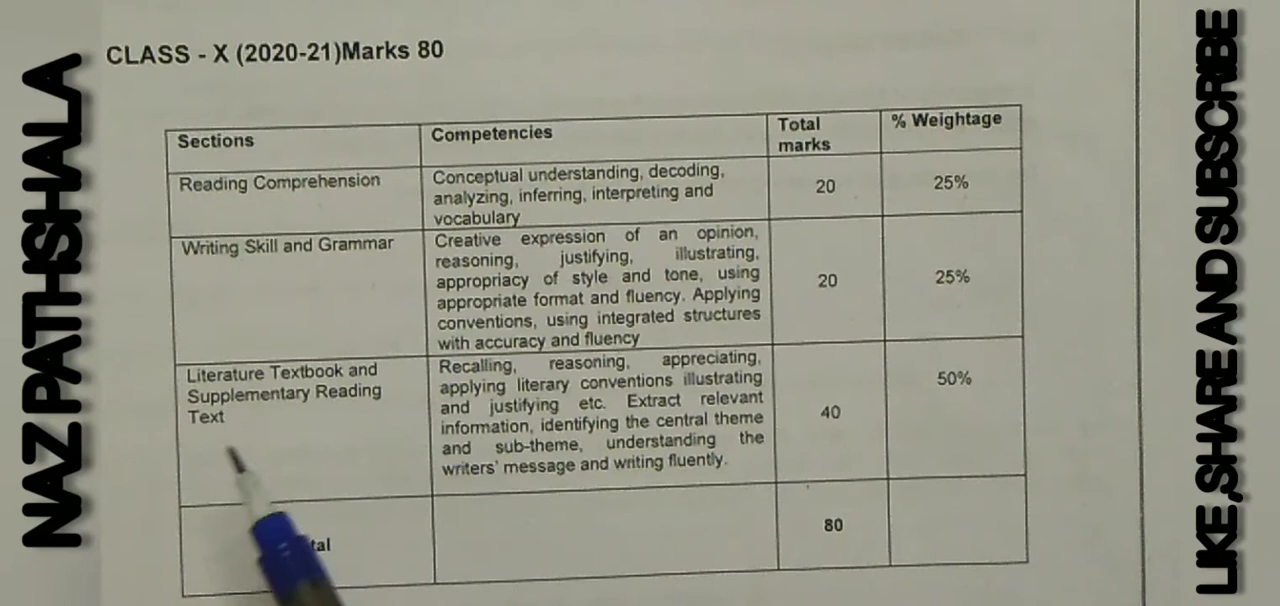 NAZ PATHSHALA
CLASS - X (2020-21)Marks 80
Sections
Competencies
Total
marks
% Weightage
Reading Comprehension
Conceptual understanding, decoding,
analyzing, inferring, interpreting and
vocabulary
20
25%
Writing Skill and Grammar
Creative expression of an opinion,
reasoning, justifying, illustrating,
appropriacy of style and tone, using
appropriate format and fluency. Applying
conventions, using integrated structures
with accuracy and fluency
20
25%
Literature Textbook and
Supplementary Reading
Text
Recalling, reasoning, appreciating,
applying literary conventions illustrating
and justifying etc. Extract relevant
information, identifying the central theme
and sub-theme, understanding the
writers' message and writing fluently.
40
50%
80
LIKE,SHARE AND SUBSCRIBE